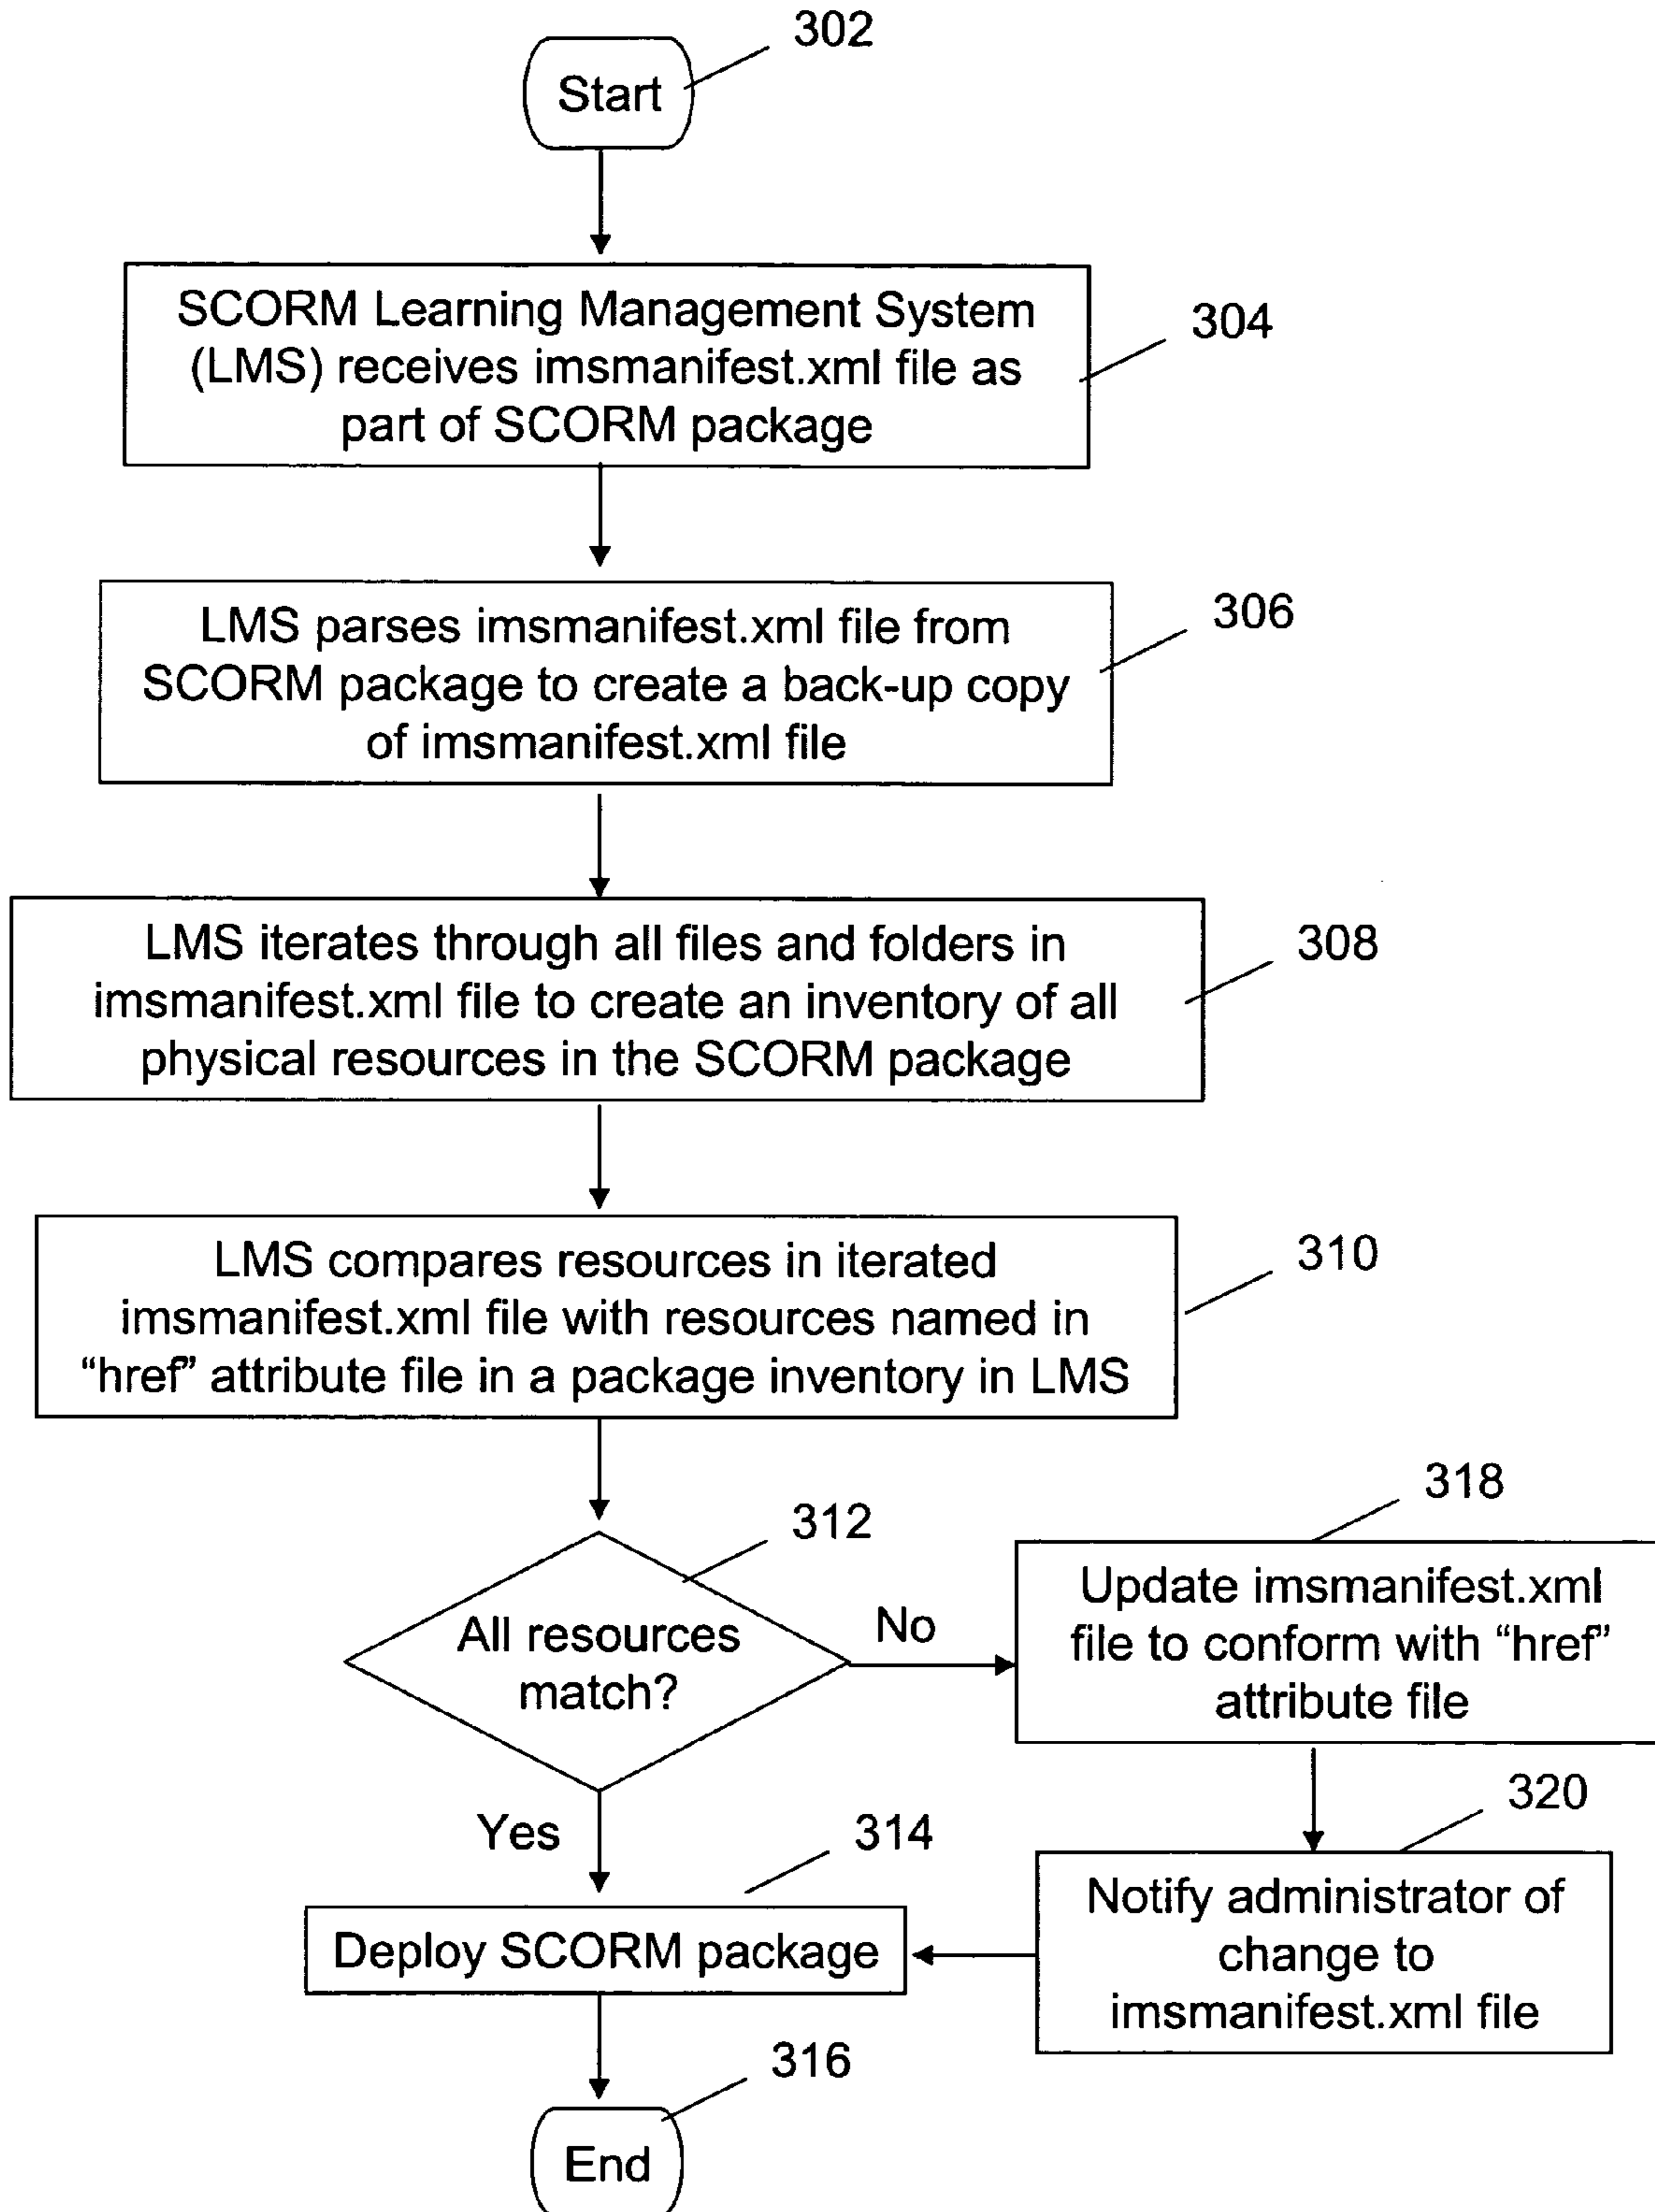 302
Start
SCORM Learning Management System
(LMS) receives imsmanifest.xml file as
part of SCORM package
304
LMS parses imsmanifest.xml file from
SCORM package to create a back-up copy
of imsmanifest.xml file
306
LMS iterates through all files and folders in
imsmanifest.xml file to create an inventory of all
physical resources in the SCORM package
308
LMS compares resources in iterated
imsmanifest.xml file with resources named in
“href” attribute file in a package inventory in LMS
310
312
All resources
match?
No
318
Update imsmanifest.xml
file to conform with “href”
attribute file
Yes
314
Deploy SCORM package
320
Notify administrator of
change to
imsmanifest.xml file
316
End